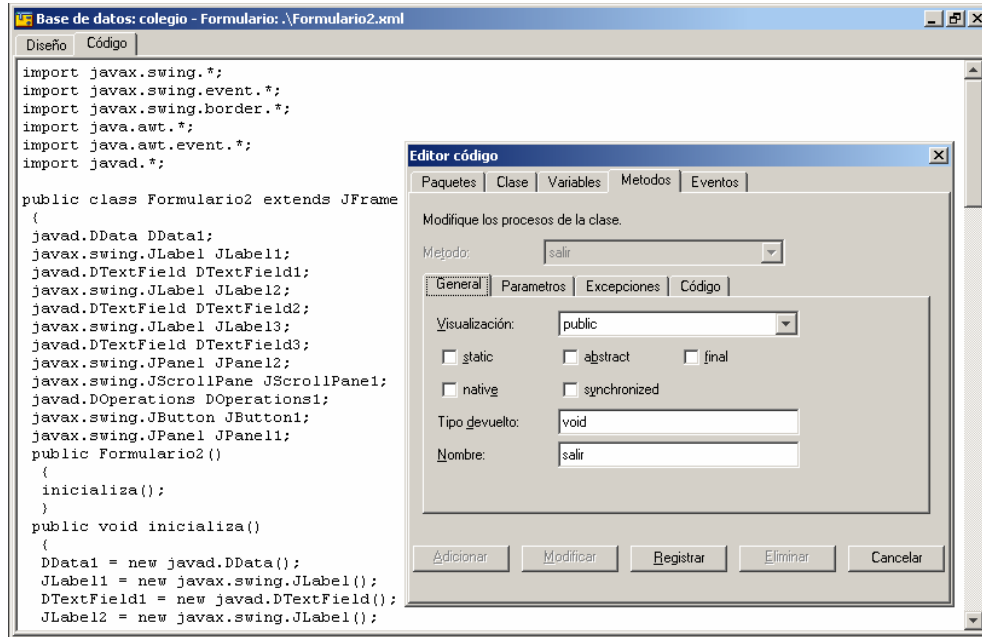 Base de datos: colegio - Formulario: .\Formulario2.xml
Diseño Código
import javax.swing.*;
import javax.swing.event.*;
import javax.swing.border.*;
import java.awt.*;
import java.awt.event.*;
import javad.*;
public class Formulario2 extends JFrame
{
javad.DData DData1;
javax.swing.JLabel JLabel1;
javad.DTextField DTextField1;
javax.swing.JLabel JLabel2;
javad.DTextField DTextField2;
javax.swing.JLabel JLabel3;
javad.DTextField DTextField3;
javax.swing.JPanel JPanel2;
javax.swing.JScrollPane JScrollPane1;
javad.DOperations DOperations1;
javax.swing.JButton JButton1;
javax.swing.JPanel JPanel1;
public Formulario2()
{
inicializa();
}
public void inicializa()
{
DData1 = new javad.DData();
JLabel1 = new javax.swing.JLabel();
DTextField1 = new javad.DTextField();
JLabel2 = new javax.swing.JLabel();
Editor código
Paquetes Clase Variables Metodos Eventos
Modifique los procesos de la clase.
Metodo: salir
General Parametros Excepciones Código
Visualización: public
static abstract final
native synchronized
Tipo devuelto: void
Nombre: salir
Adicionar Modificar Registrar Eliminar Cancelar